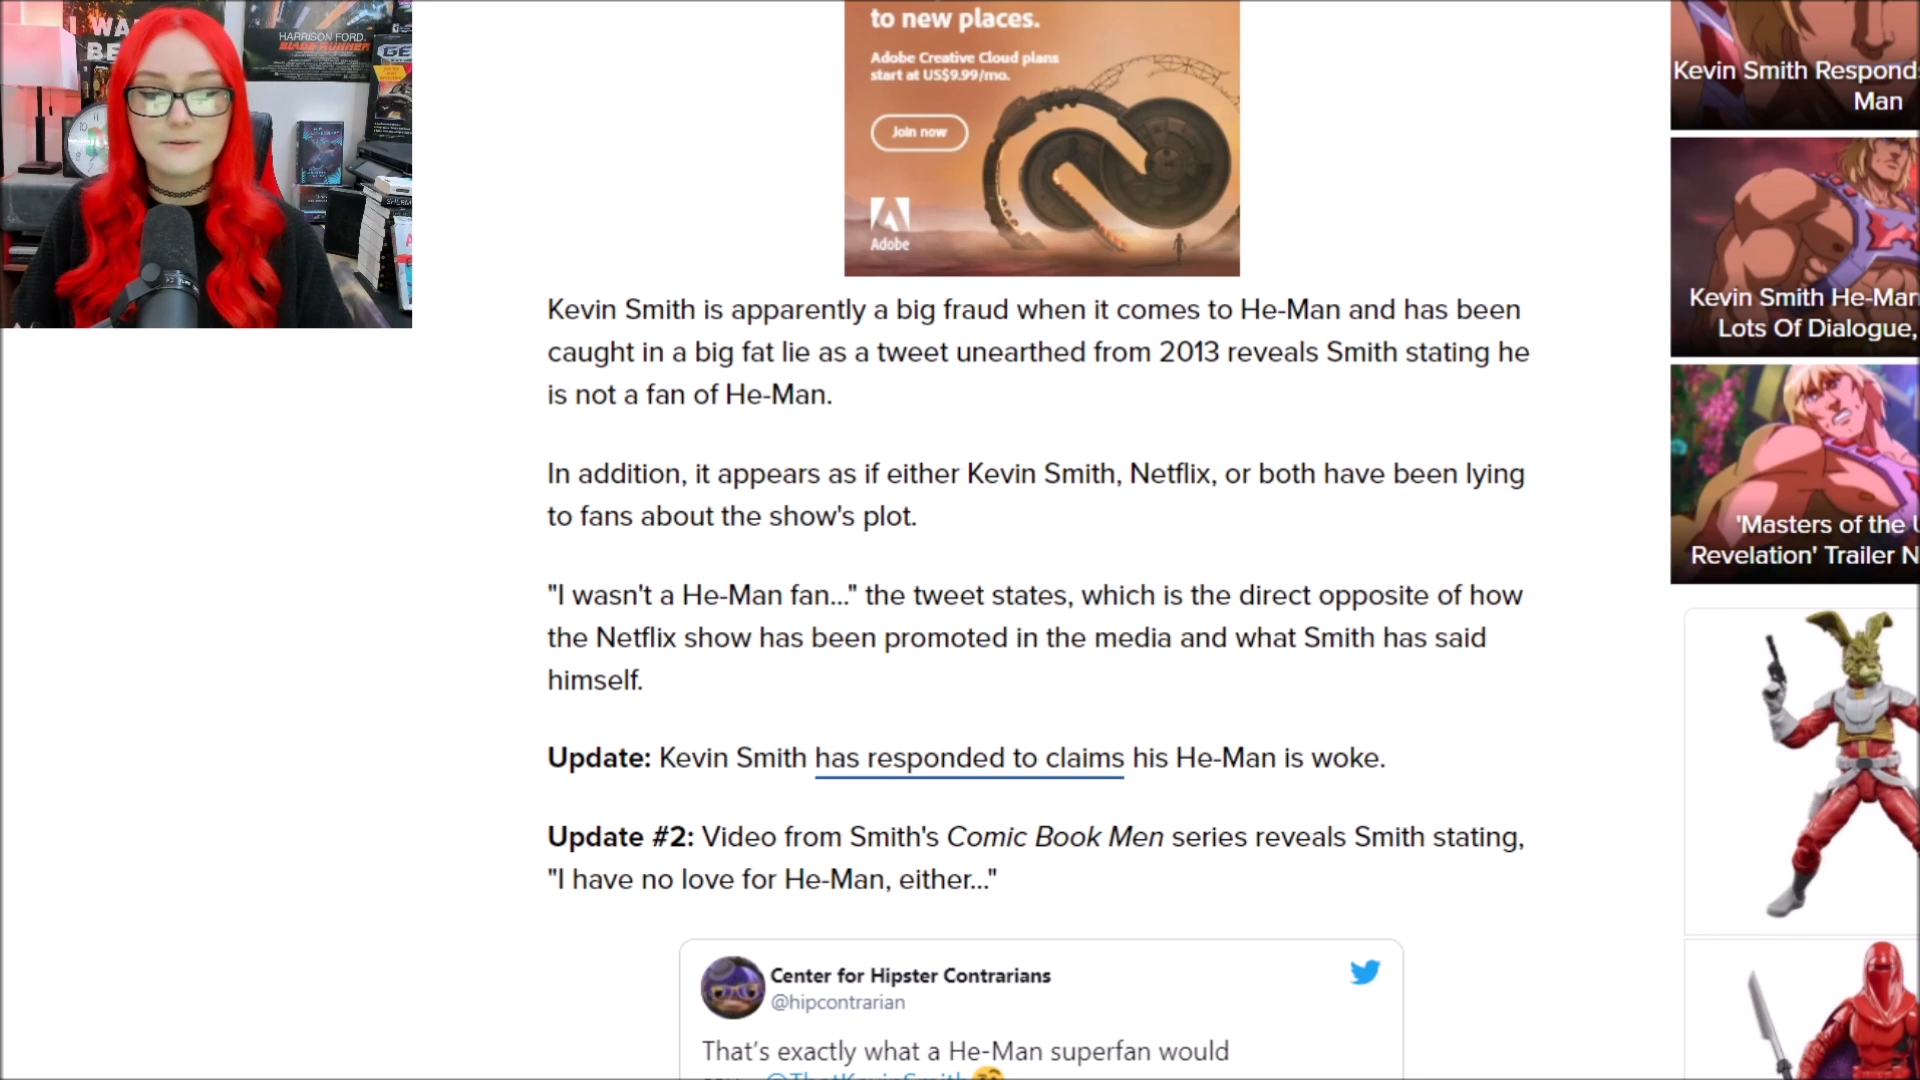 I WA
BE
HARRISON FORD
BLADE RUNNER
to new places.
Adobe Creative Cloud plans
start at US$9.99/mo.
Join now
Adobe
Kevin Smith is apparently a big fraud when it comes to He-Man and has been
caught in a big fat lie as a tweet unearthed from 2013 reveals Smith stating he
is not a fan of He-Man.
In addition, it appears as if either Kevin Smith, Netflix, or both have been lying
to fans about the show's plot.
"I wasn't a He-Man fan..." the tweet states, which is the direct opposite of how
the Netflix show has been promoted in the media and what Smith has said
himself.
Update: Kevin Smith has responded to claims his He-Man is woke.
Update #2: Video from Smith's Comic Book Men series reveals Smith stating,
"I have no love for He-Man, either..."
Center for Hipster Contrarians
@hipcontrarian
That's exactly what a He-Man superfan would
say... @ThatKevinSmith
Kevin Smith Respond
Man
Kevin Smith He-Man
Lots Of Dialogue,
'Masters of the U
Revelation' Trailer N